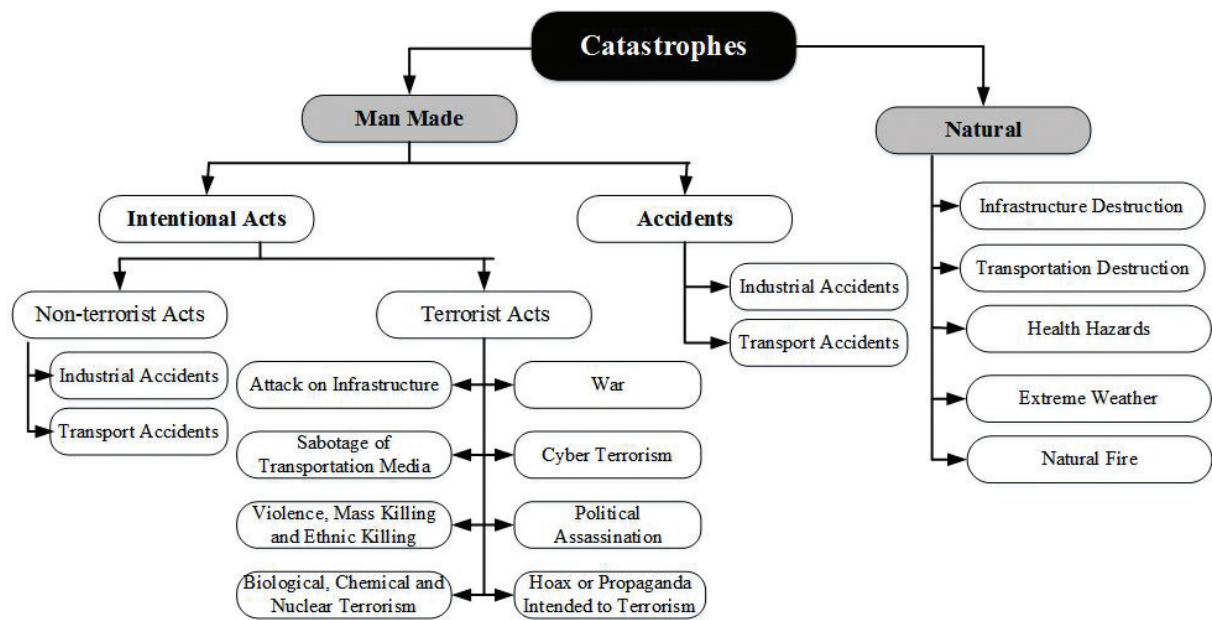 Catastrophes
Man Made
Natural
Intentional Acts
Accidents
Infrastructure Destruction
Transportation Destruction
Health Hazards
Extreme Weather
Natural Fire
Industrial Accidents
Transport Accidents
Non-terrorist Acts
Terrorist Acts
Industrial Accidents
Transport Accidents
Attack on Infrastructure
War
Sabotage of
Transportation Media
Cyber Terrorism
Violence, Mass Killing
and Ethnic Killing
Political
Assassination
Biological, Chemical and
Nuclear Terrorism
Hoax or Propaganda
Intended to Terrorism